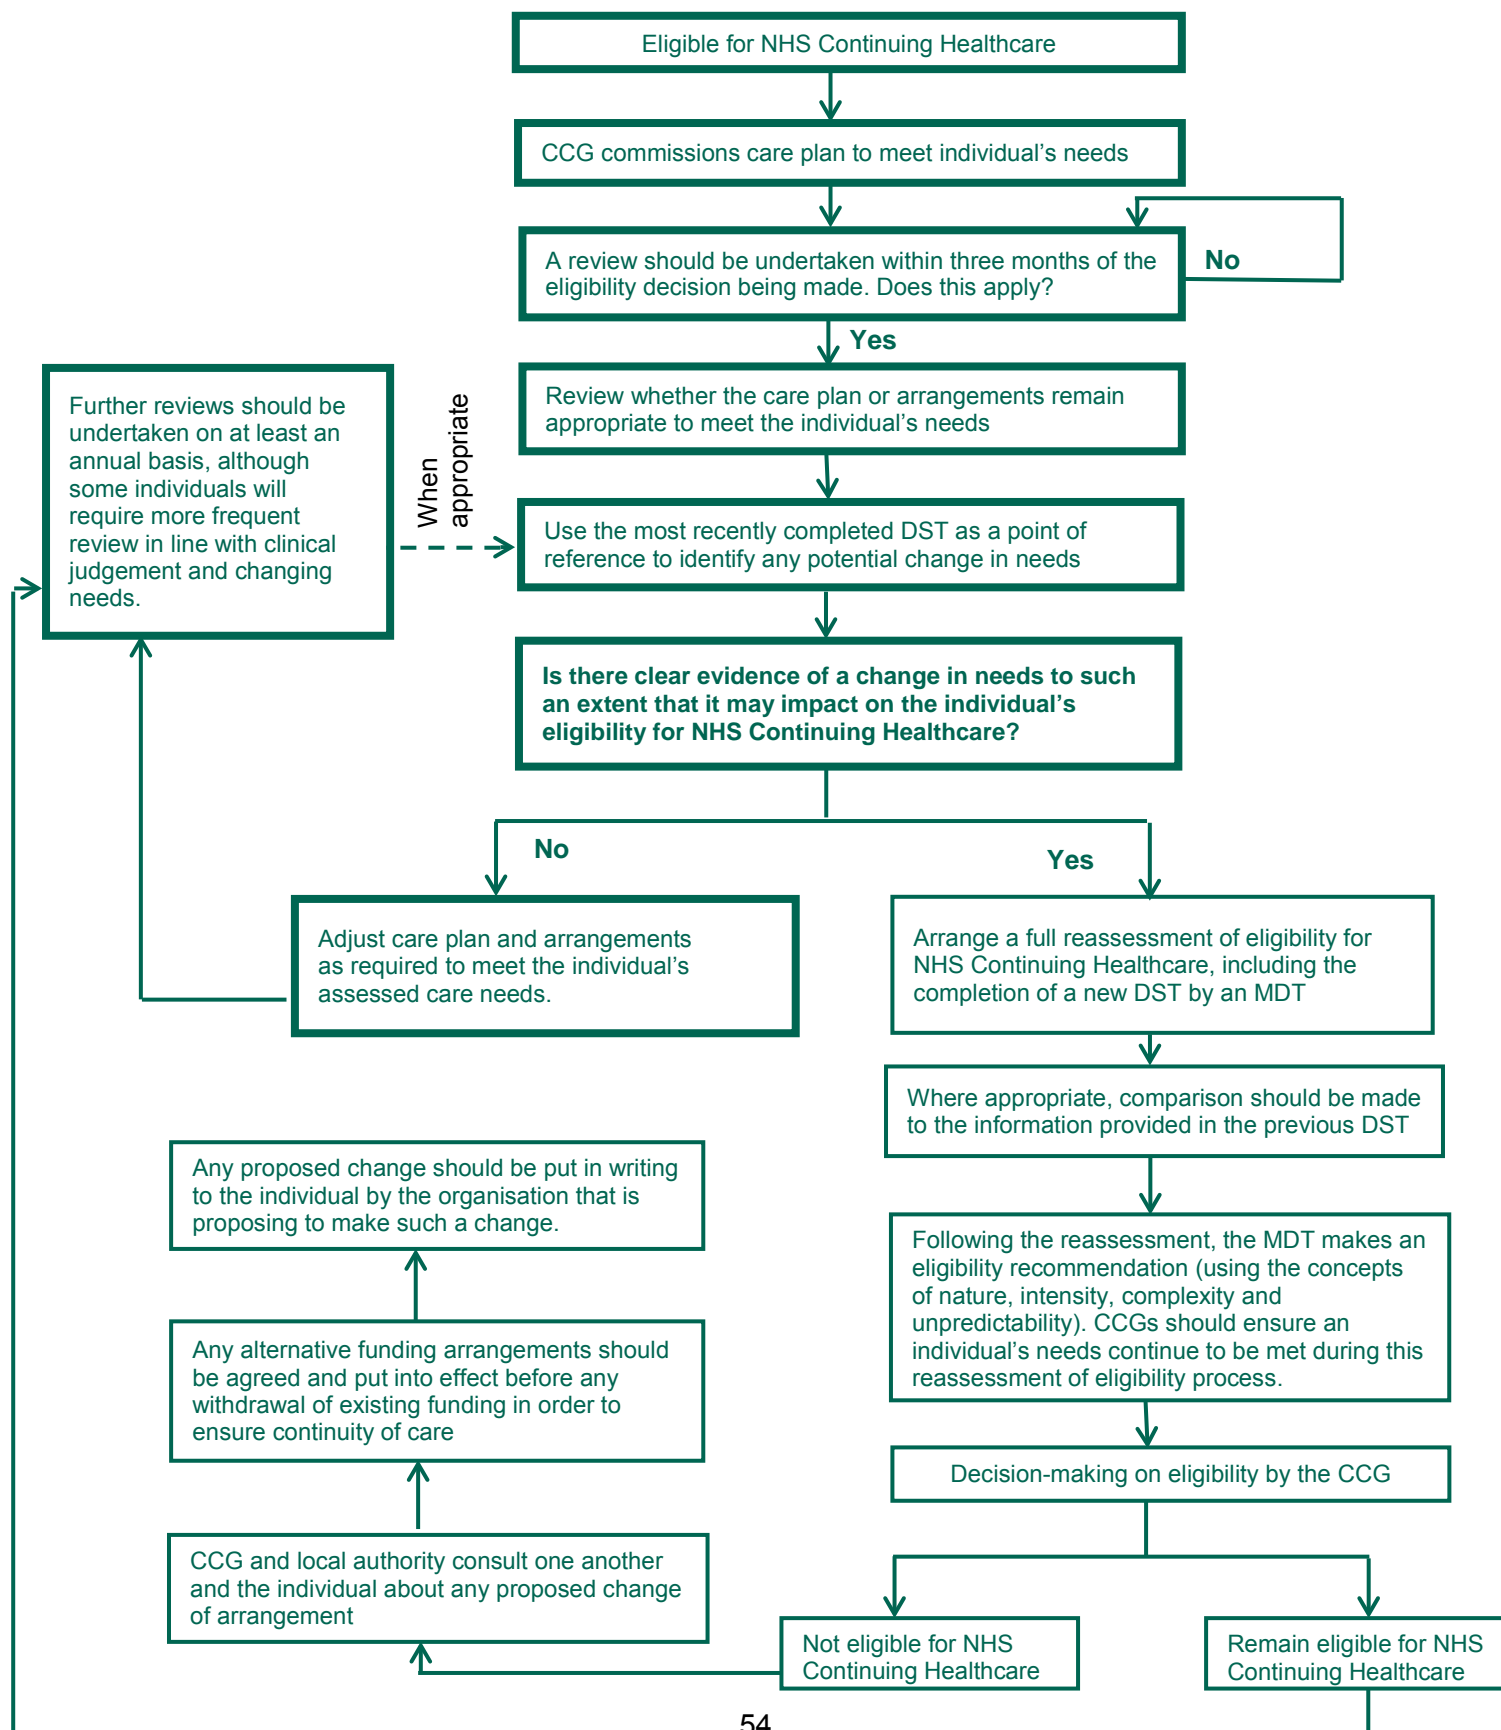 Eligible for NHS Continuing Healthcare
CCG commissions care plan to meet individual’s needs
A review should be undertaken within three months of the
eligibility decision being made. Does this apply?
No
Yes
Review whether the care plan or arrangements remain
appropriate to meet the individual’s needs
Further reviews should be
undertaken on at least an
annual basis, although
some individuals will
require more frequent
review in line with clinical
judgement and changing
needs.
When
appropriate
Use the most recently completed DST as a point of
reference to identify any potential change in needs
Is there clear evidence of a change in needs to such
an extent that it may impact on the individual’s
eligibility for NHS Continuing Healthcare?
No
Yes
Adjust care plan and arrangements
as required to meet the individual’s
assessed care needs.
Arrange a full reassessment of eligibility for
NHS Continuing Healthcare, including the
completion of a new DST by an MDT
Where appropriate, comparison should be made
to the information provided in the previous DST
Any proposed change should be put in writing
to the individual by the organisation that is
proposing to make such a change.
Following the reassessment, the MDT makes an
eligibility recommendation (using the concepts
of nature, intensity, complexity and
unpredictability). CCGs should ensure an
individual’s needs continue to be met during this
reassessment of eligibility process.
Any alternative funding arrangements should
be agreed and put into effect before any
withdrawal of existing funding in order to
ensure continuity of care
Decision-making on eligibility by the CCG
CCG and local authority consult one another
and the individual about any proposed change
of arrangement
Not eligible for NHS
Continuing Healthcare
Remain eligible for NHS
Continuing Healthcare
54